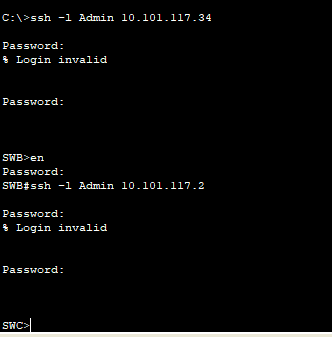 C:\>ssh -l Admin 10.101.117.34
Password:
% Login invalid
Password:
SWB>en
Password:
SWB#ssh -l Admin 10.101.117.2
Password:
% Login invalid
Password:
SWC>